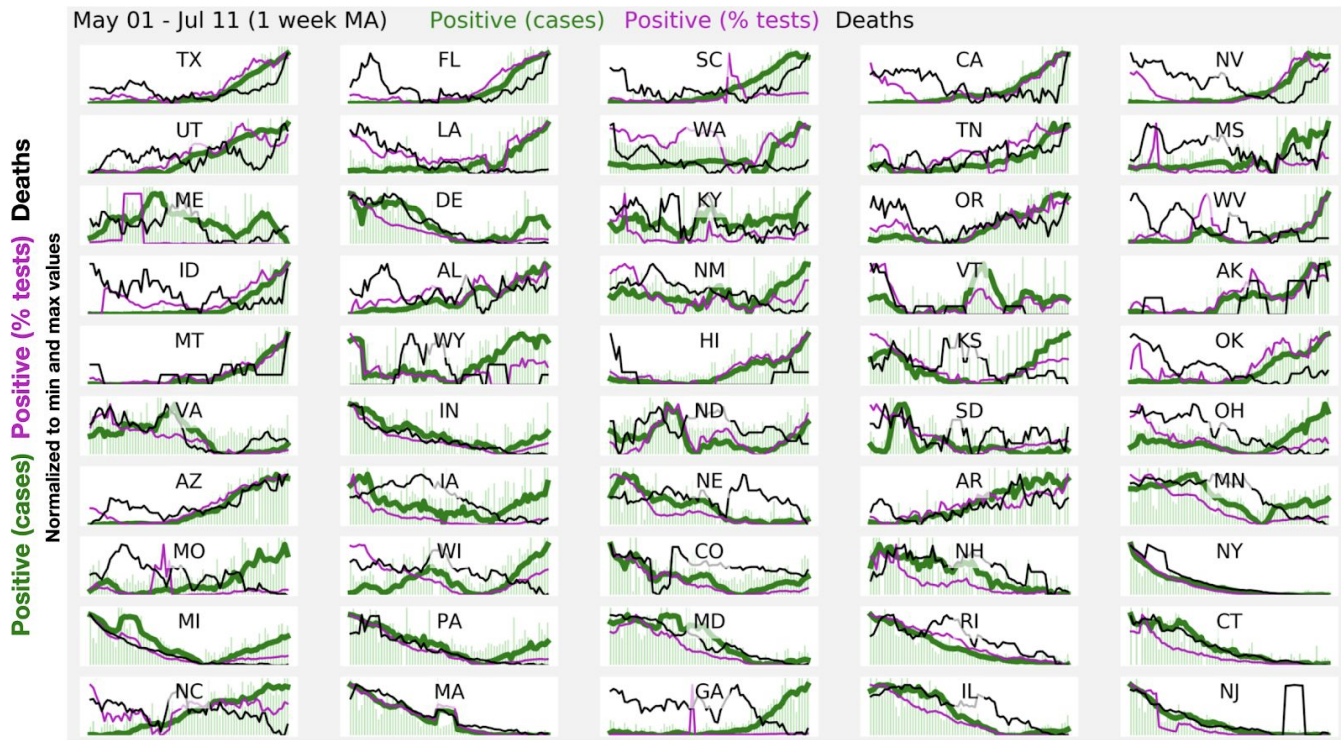 May 01 - Jul 11 (1 week MA) Positive (cases) Positive (% tests) Deaths
Positive (cases) Positive (% tests) Deaths
Normalized to min and max values
TX FL SC CA NV
UT LA WA TN MS
ME DE KY OR WV
ID AL NM VT AK
MT WY HI KS OK
VA IN ND SD OH
AZ IA NE AR MN
MO WI CO NH NY
MI PA MD RI CT
NC MA GA IL NJ